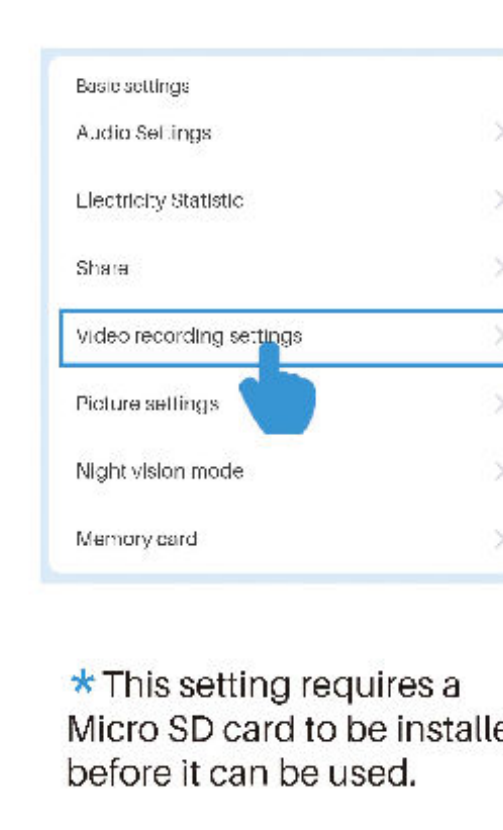 Basic settings
Audio Settings
Electricity Statistic
Share
Video recording settings
Picture settings
Night vision mode
Memory card
* This setting requires a
Micro SD card to be installe
before it can be used.